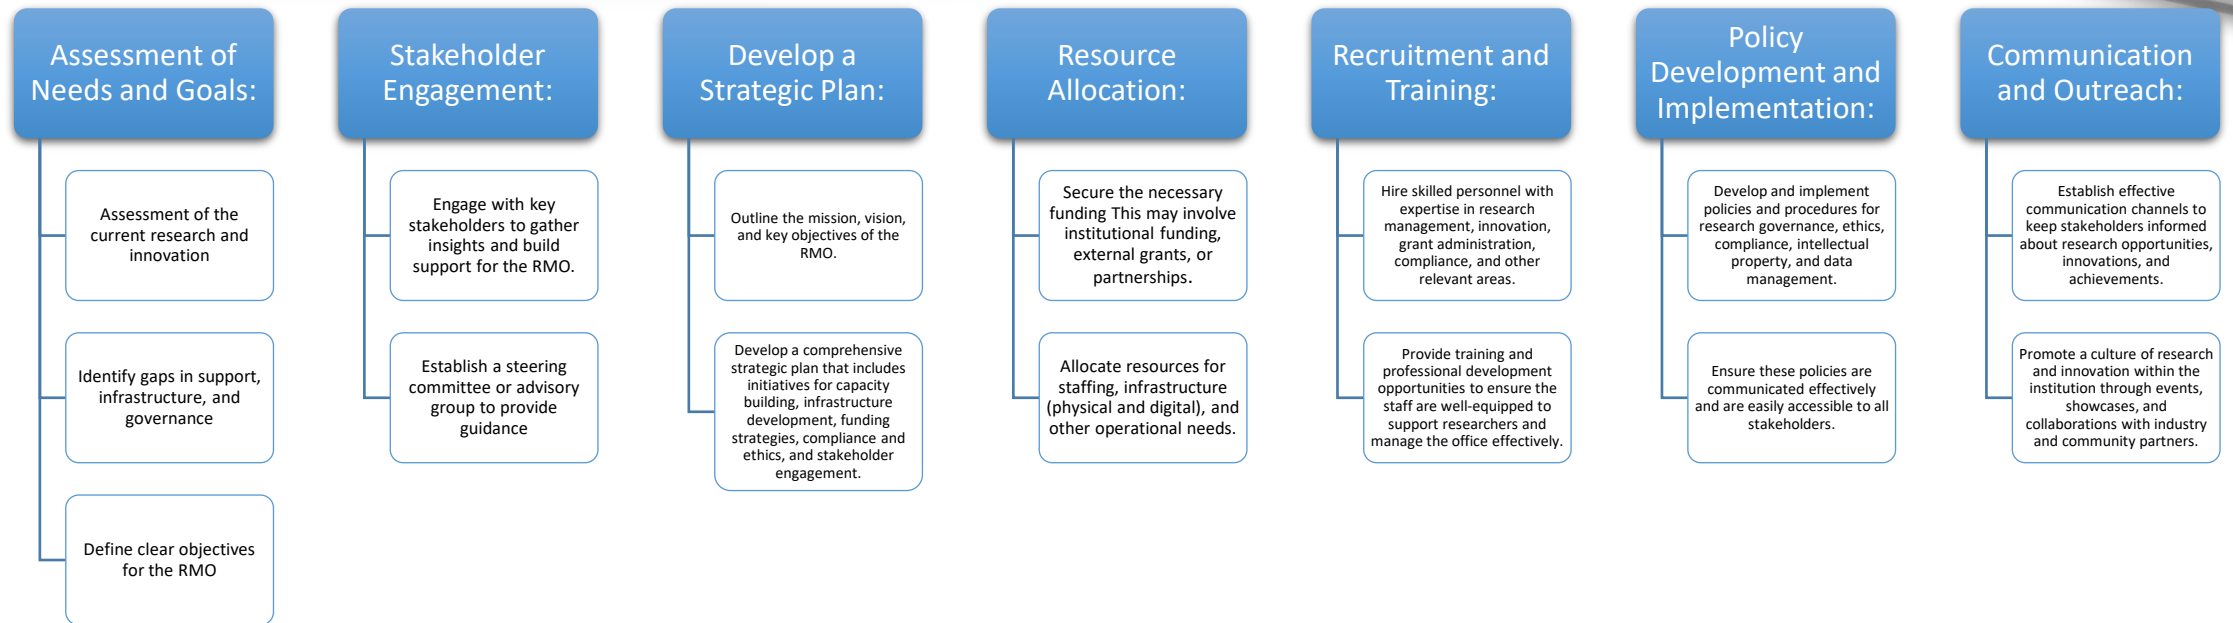 Assessment of
Needs and Goals:
Assessment of the
current research and
innovation
Identify gaps in support,
infrastructure, and
governance
Define clear objectives
for the RMO
Stakeholder
Engagement:
Engage with key
stakeholders to gather
insights and build
support for the RMO.
Establish a steering
committee or advisory
group to provide
guidance
Develop a
Strategic Plan:
Outline the mission, vision,
and key objectives of the
RMO.
Develop a comprehensive
strategic plan that includes
initiatives for capacity
building, infrastructure
development, funding
strategies, compliance and
ethics, and stakeholder
engagement.
Resource
Allocation:
Secure the necessary
funding This may involve
institutional funding,
external grants, or
partnerships.
Allocate resources for
staffing, infrastructure
(physical and digital), and
other operational needs.
Recruitment and
Training:
Hire skilled personnel with
expertise in research
management, innovation,
grant administration,
compliance, and other
relevant areas.
Provide training and
professional development
opportunities to ensure the
staff are well-equipped to
support researchers and
manage the office effectively.
Policy
Development and
Implementation:
Develop and implement
policies and procedures for
research governance, ethics,
compliance, intellectual
property, and data
management.
Ensure these policies are
communicated effectively
and are easily accessible to all
stakeholders.
Communication
and Outreach:
Establish effective
communication channels to
keep stakeholders informed
about research opportunities,
innovations, and
achievements.
Promote a culture of research
and innovation within the
institution through events,
showcases, and
collaborations with industry
and community partners.